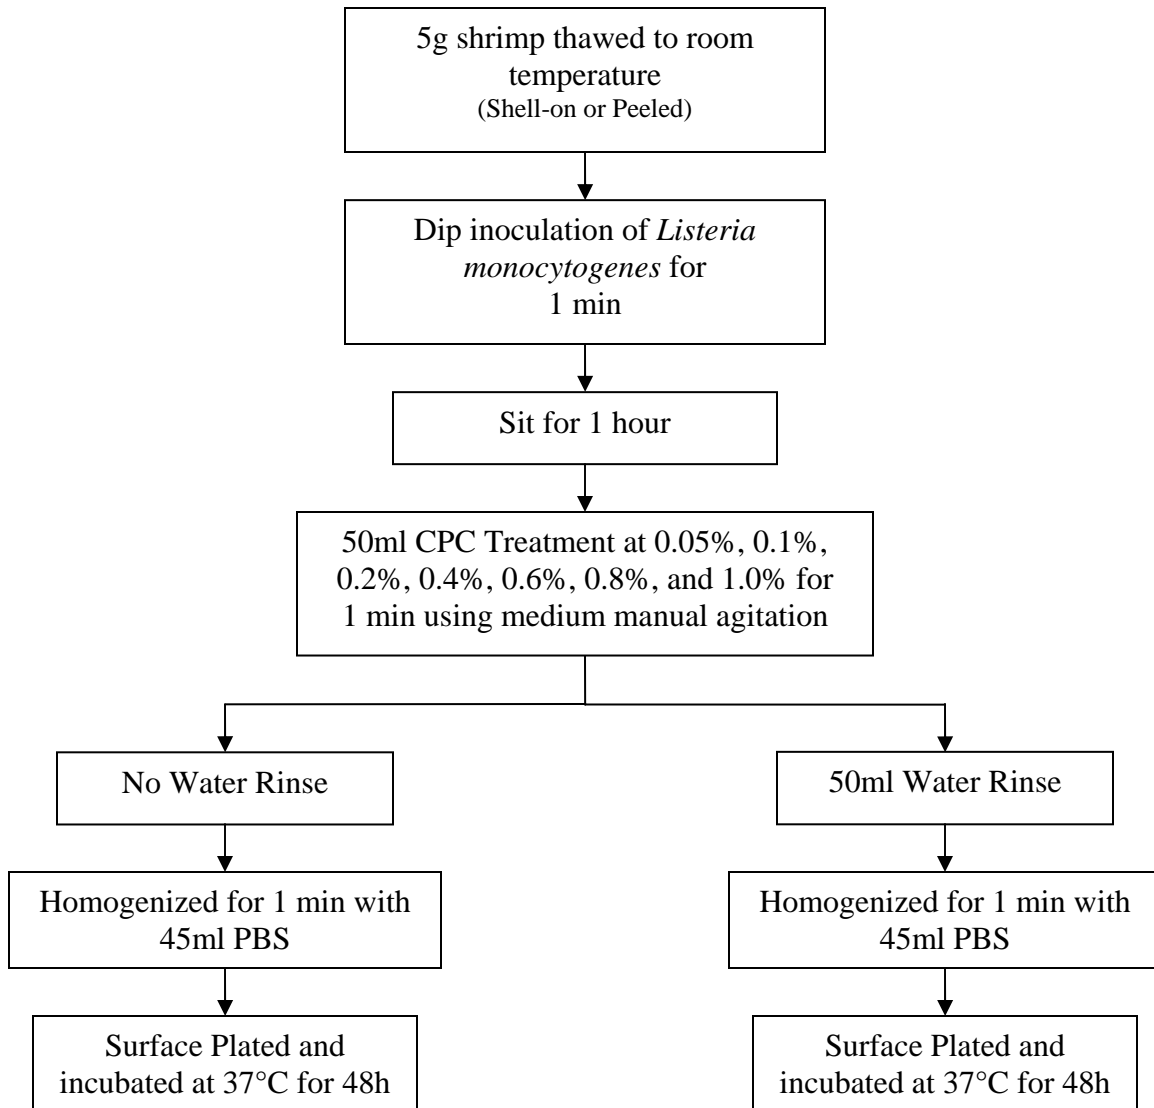 5g shrimp thawed to room
temperature
(Shell-on or Peeled)
Dip inoculation of Listeria
monocytogenes for
1 min
Sit for 1 hour
50ml CPC Treatment at 0.05%, 0.1%,
0.2%, 0.4%, 0.6%, 0.8%, and 1.0% for
1 min using medium manual agitation
No Water Rinse
50ml Water Rinse
Homogenized for 1 min with
45ml PBS
Homogenized for 1 min with
45ml PBS
Surface Plated and
incubated at 37°C for 48h
Surface Plated and
incubated at 37°C for 48h